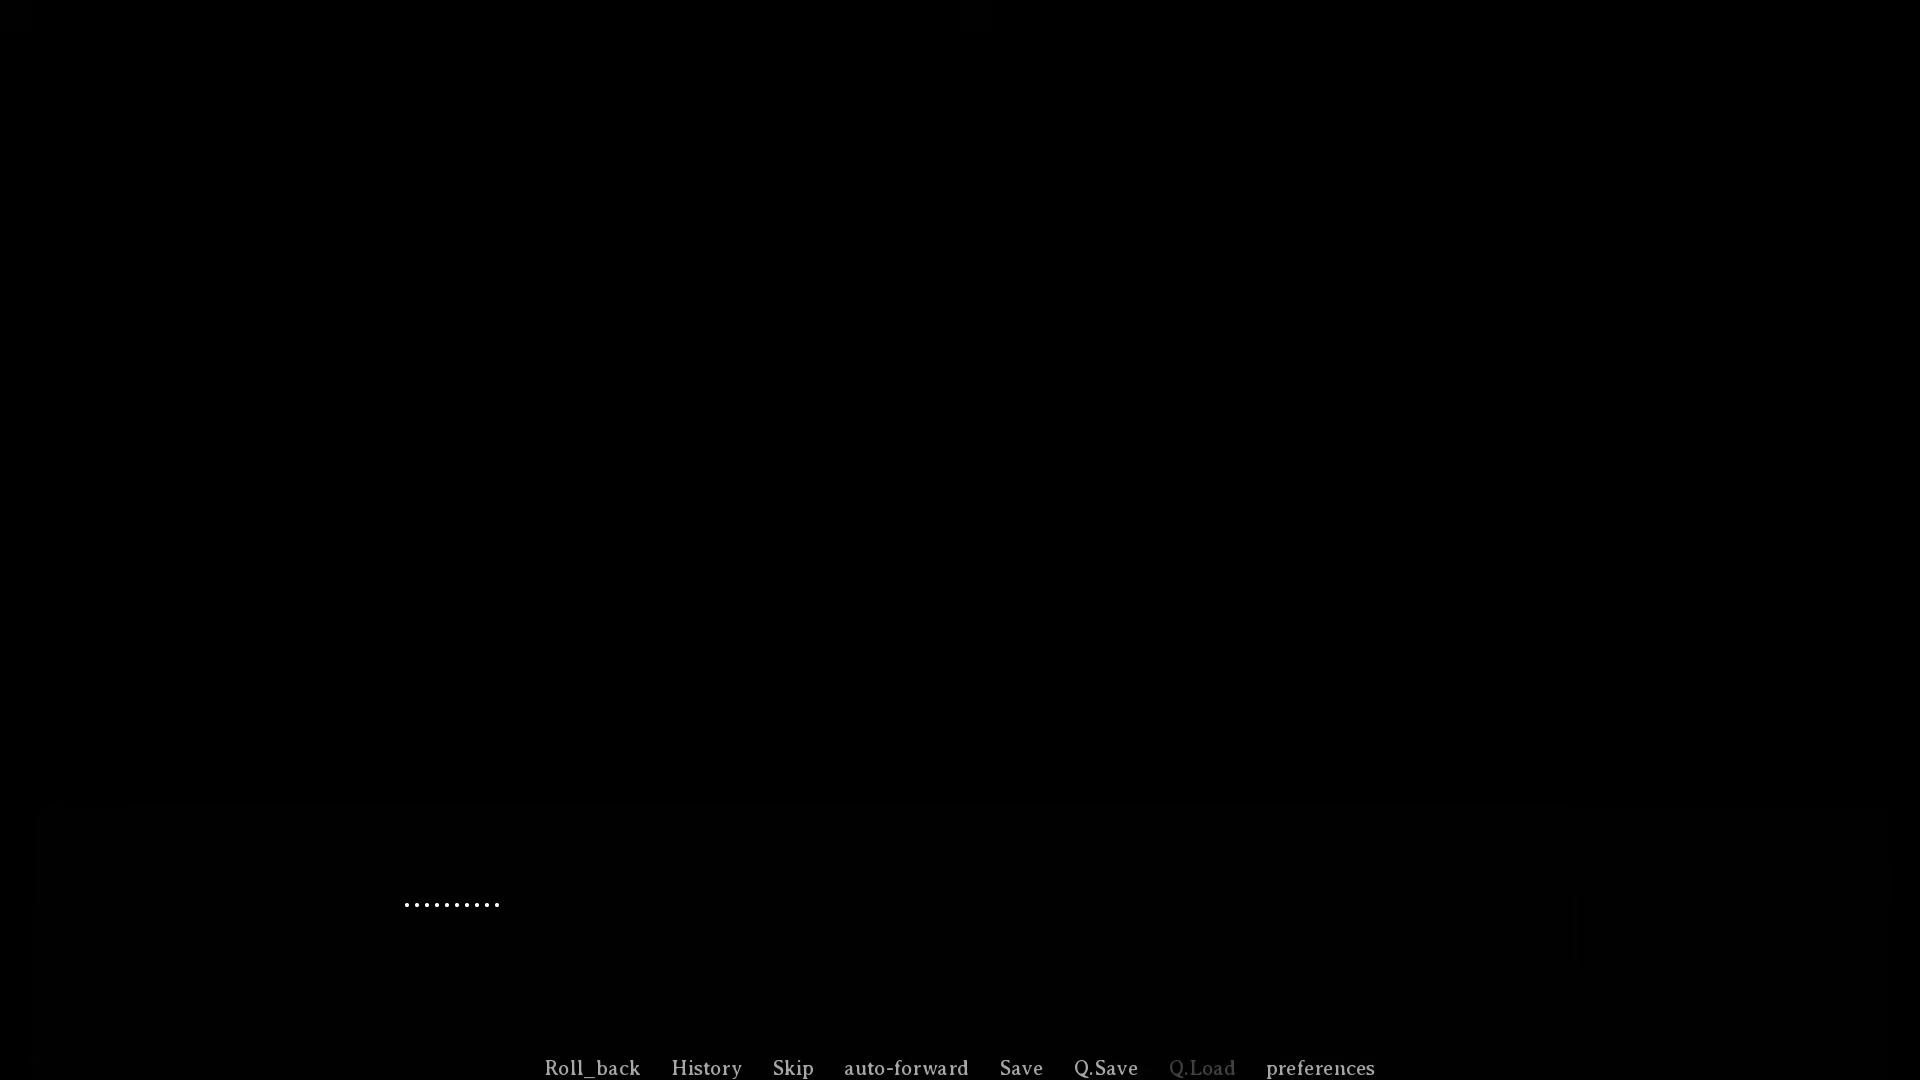 ..........
Roll_back History Skip auto-forward Save Q.Save Q.Load preferences